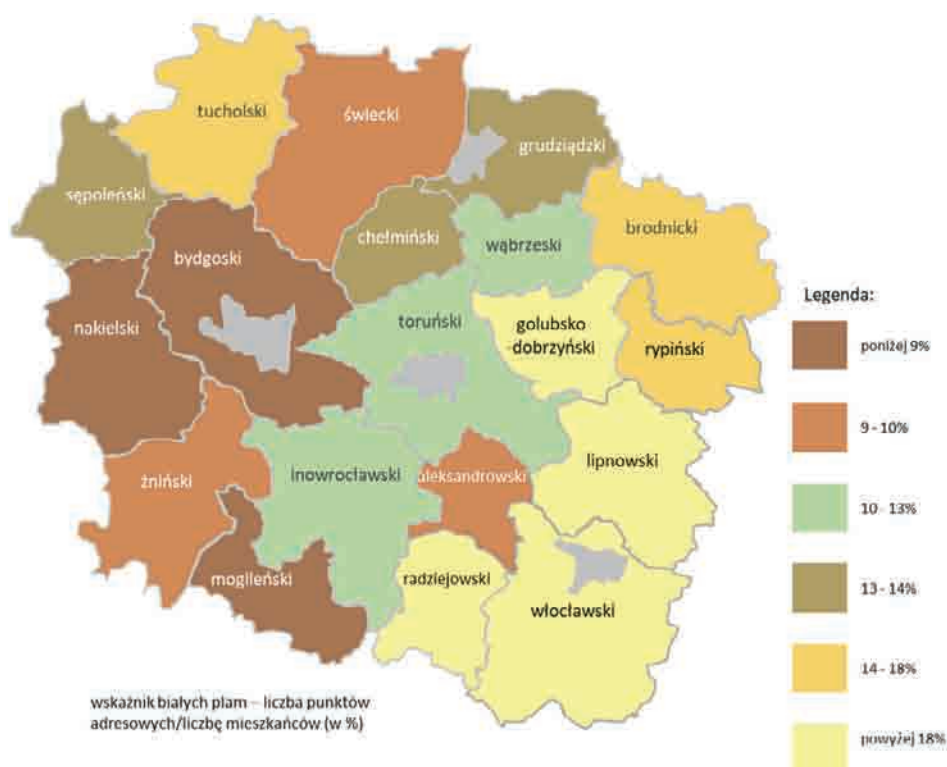 tucholski
świecki
grudziądzki
sępoleński
chełmiński
wąbrzeski
brodnicki
bydgoski
nakielski
toruński
golubsko
dobrzyński
rypiński
żniński
inowrocławski
aleksandrowski
lipnowski
mogileński
radziejowski
włocławski
Legenda:
poniżej 9%
9 - 10%
10 - 13%
13 - 14%
14 - 18%
powyżej 18%
wskaźnik białych plam – liczba punktów
adresowych/liczbę mieszkańców (w %)